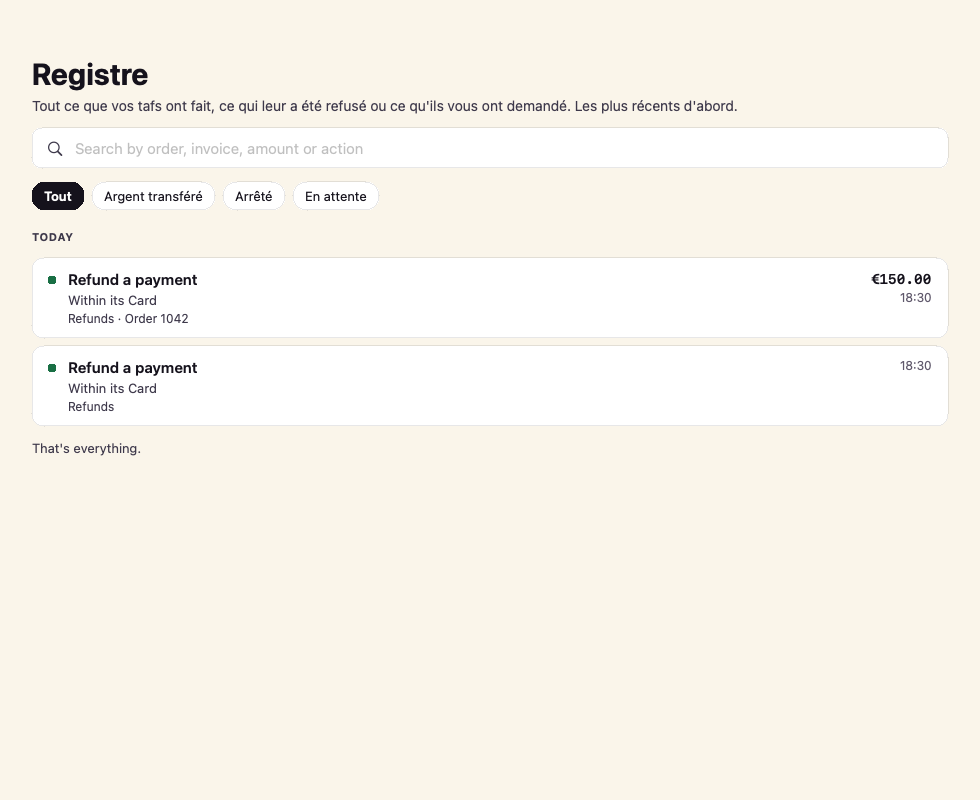 Registre
Tout ce que vos tafs ont fait, ce qui leur a été refusé ou ce qu'ils vous ont demandé. Les plus récents d'abord.
Search by order, invoice, amount or action
Tout
Argent transféré
Arrêté
En attente
TODAY
Refund a payment
€150.00
Within its Card
18:30
Refunds · Order 1042
Refund a payment
18:30
Within its Card
Refunds
That's everything.